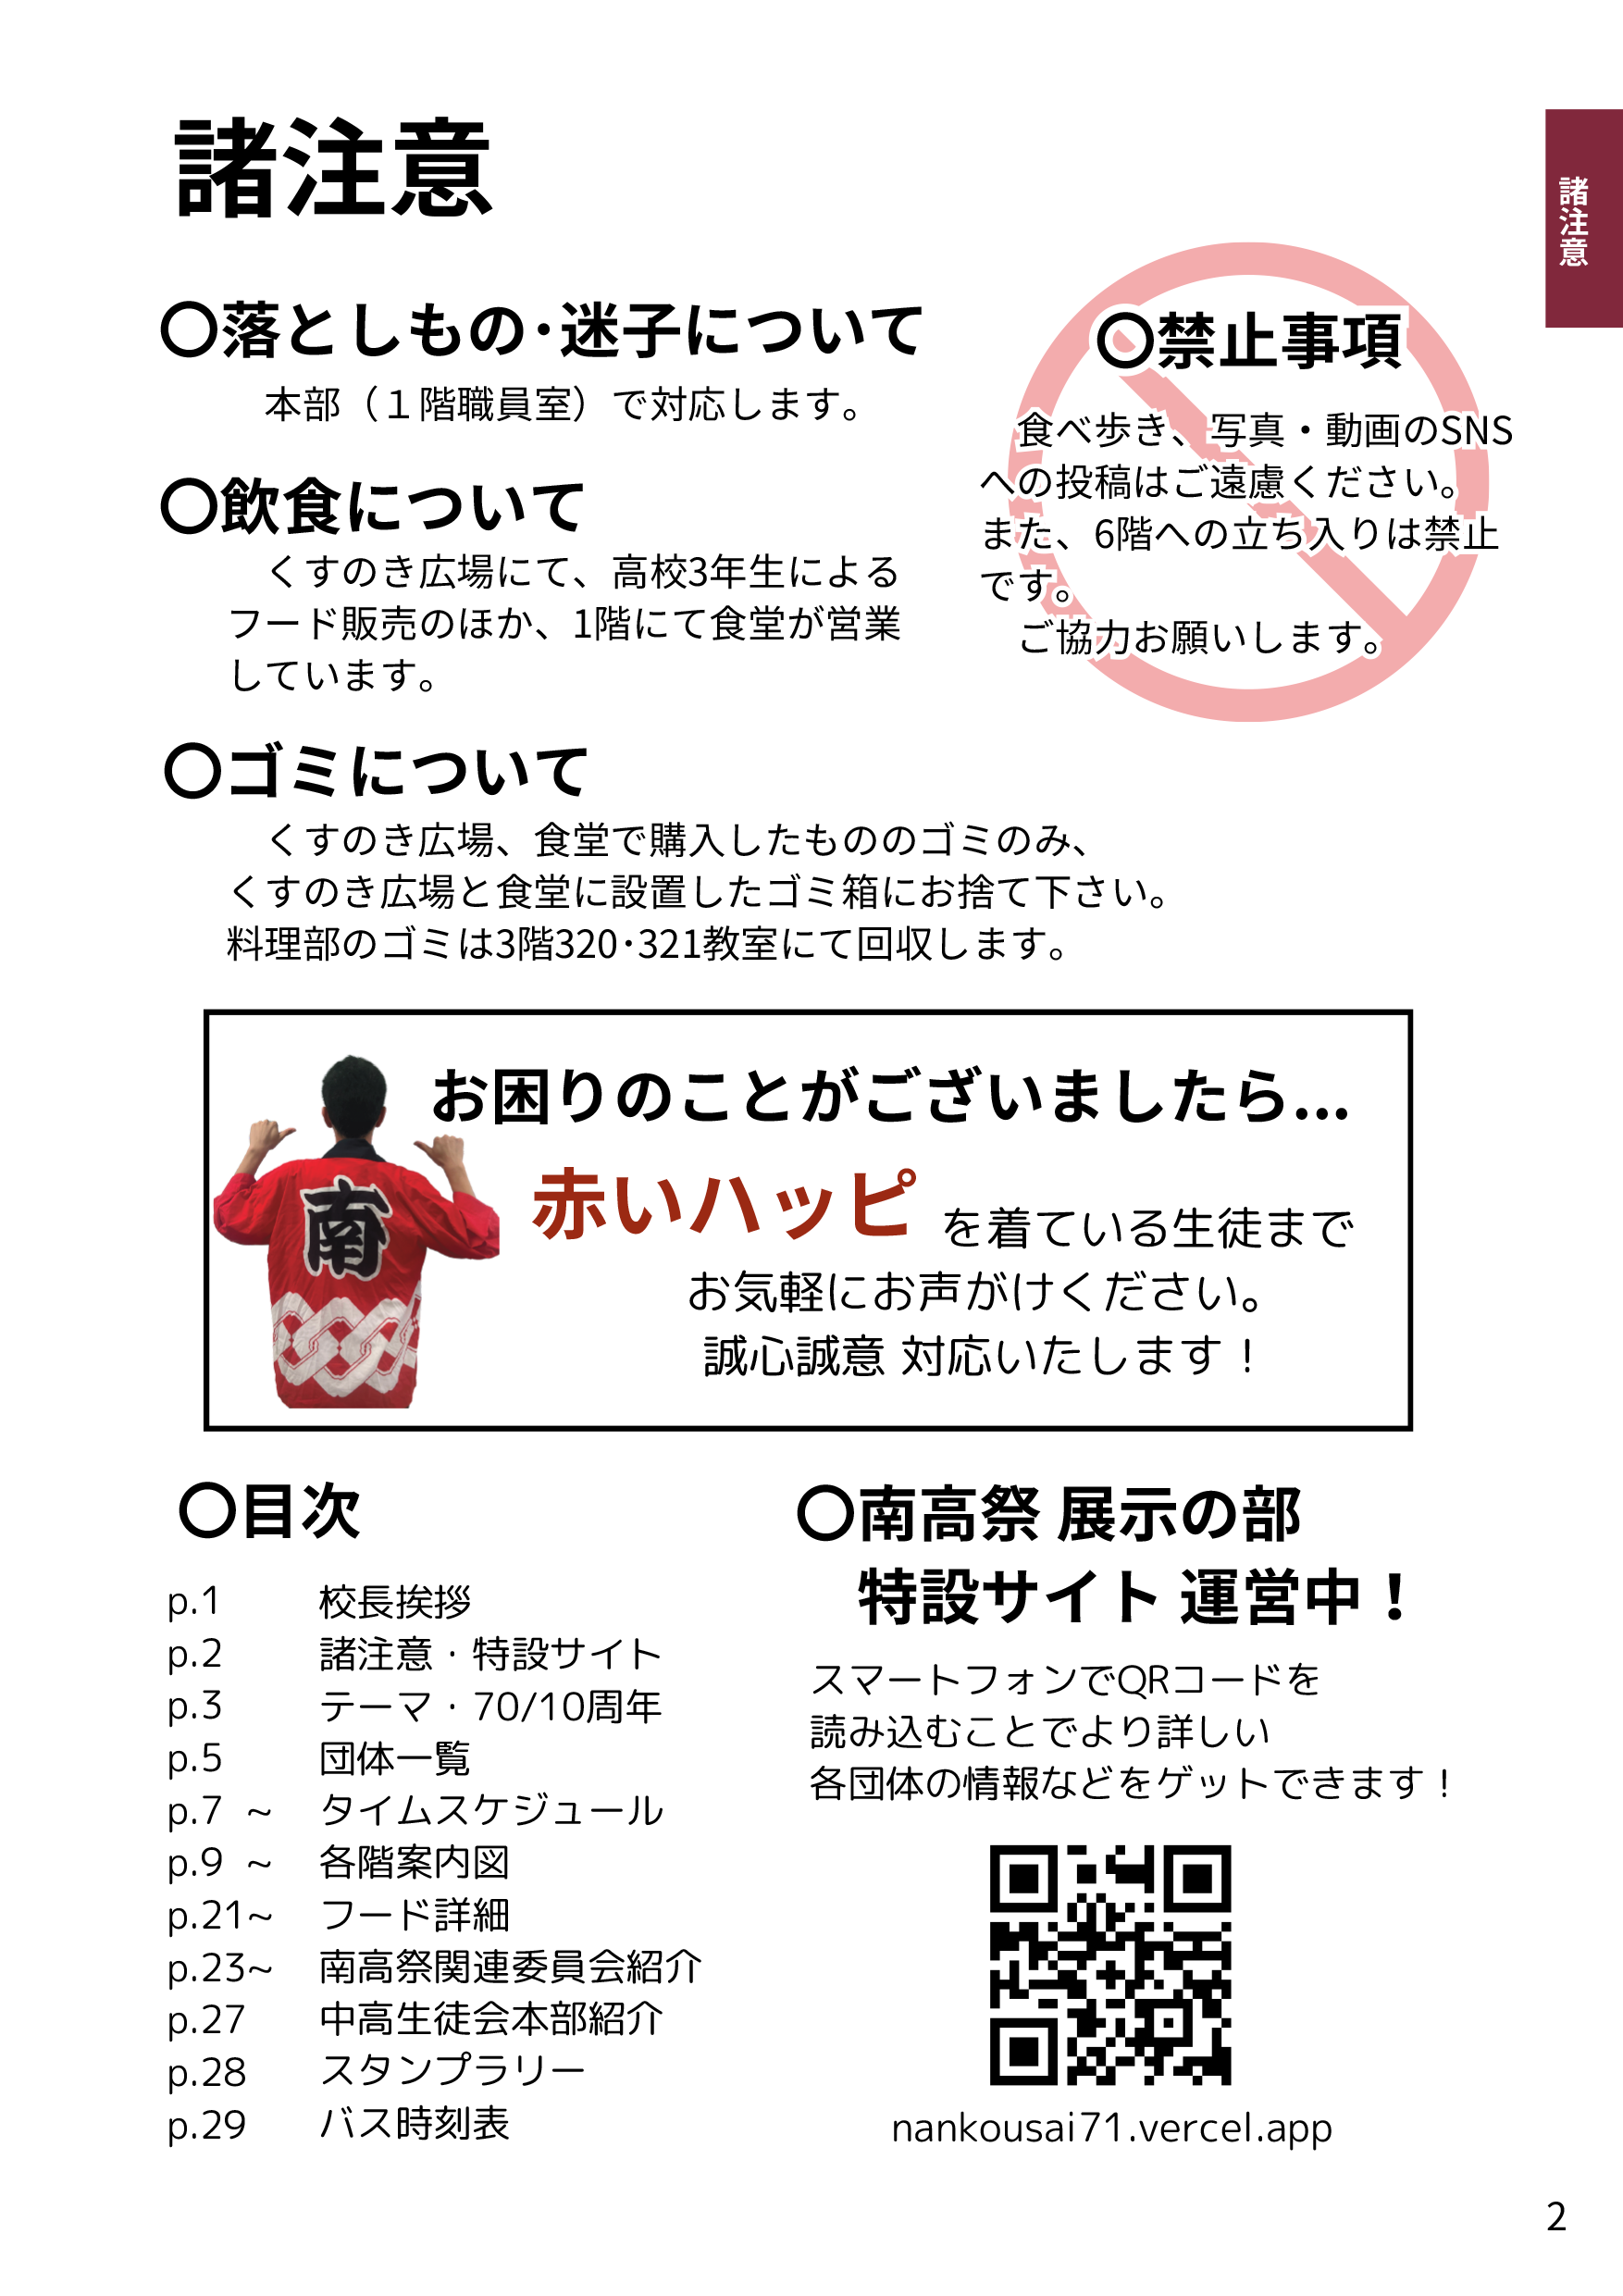 諸注意
諸注意
〇落としもの･迷子について
本部（１階職員室）で対応します。
〇飲食について
くすのき広場にて、高校3年生による
フード販売のほか、1階にて食堂が営業
しています。
〇禁止事項
食べ歩き、写真・動画のSNS
への投稿はご遠慮ください。
また、6階への立ち入りは禁止
です。
ご協力お願いします。
〇ゴミについて
くすのき広場、食堂で購入したもののゴミのみ、
くすのき広場と食堂に設置したゴミ箱にお捨て下さい。
料理部のゴミは3階320･321教室にて回収します。
南
お困りのことがございましたら...
赤いハッピ を着ている生徒まで
お気軽にお声がけください。
誠心誠意 対応いたします！
〇目次
p.1 校長挨拶
p.2 諸注意・特設サイト
p.3 テーマ・70/10周年
p.5 団体一覧
p.7 ~ タイムスケジュール
p.9 ~ 各階案内図
p.21~ フード詳細
p.23~ 南高祭関連委員会紹介
p.27 中高生徒会本部紹介
p.28 スタンプラリー
p.29 バス時刻表
〇南高祭 展示の部
特設サイト 運営中！
スマートフォンでQRコードを
読み込むことでより詳しい
各団体の情報などをゲットできます！
nankousai71.vercel.app
2